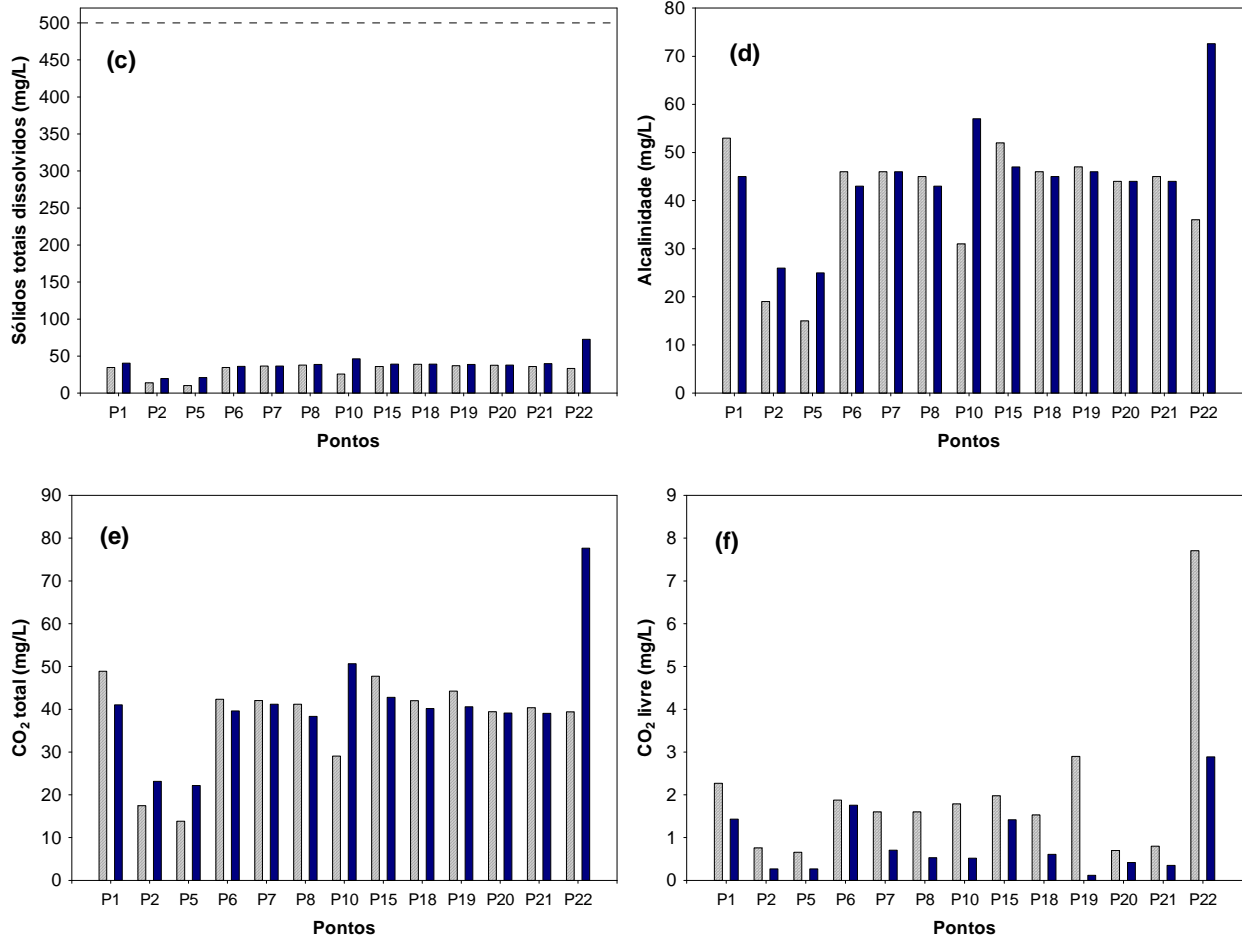 Sólidos totais dissolvidos (mg/L)
500
450
400
350
300
250
200
150
100
50
0
(c)
P1 P2 P5 P6 P7 P8 P10 P15 P18 P19 P20 P21 P22
Pontos
Alcalinidade (mg/L)
80
70
60
50
40
30
20
10
0
(d)
P1 P2 P5 P6 P7 P8 P10 P15 P18 P19 P20 P21 P22
Pontos
CO₂ total (mg/L)
90
80
70
60
50
40
30
20
10
0
(e)
P1 P2 P5 P6 P7 P8 P10 P15 P18 P19 P20 P21 P22
Pontos
CO₂ livre (mg/L)
9
8
7
6
5
4
3
2
1
0
(f)
P1 P2 P5 P6 P7 P8 P10 P15 P18 P19 P20 P21 P22
Pontos